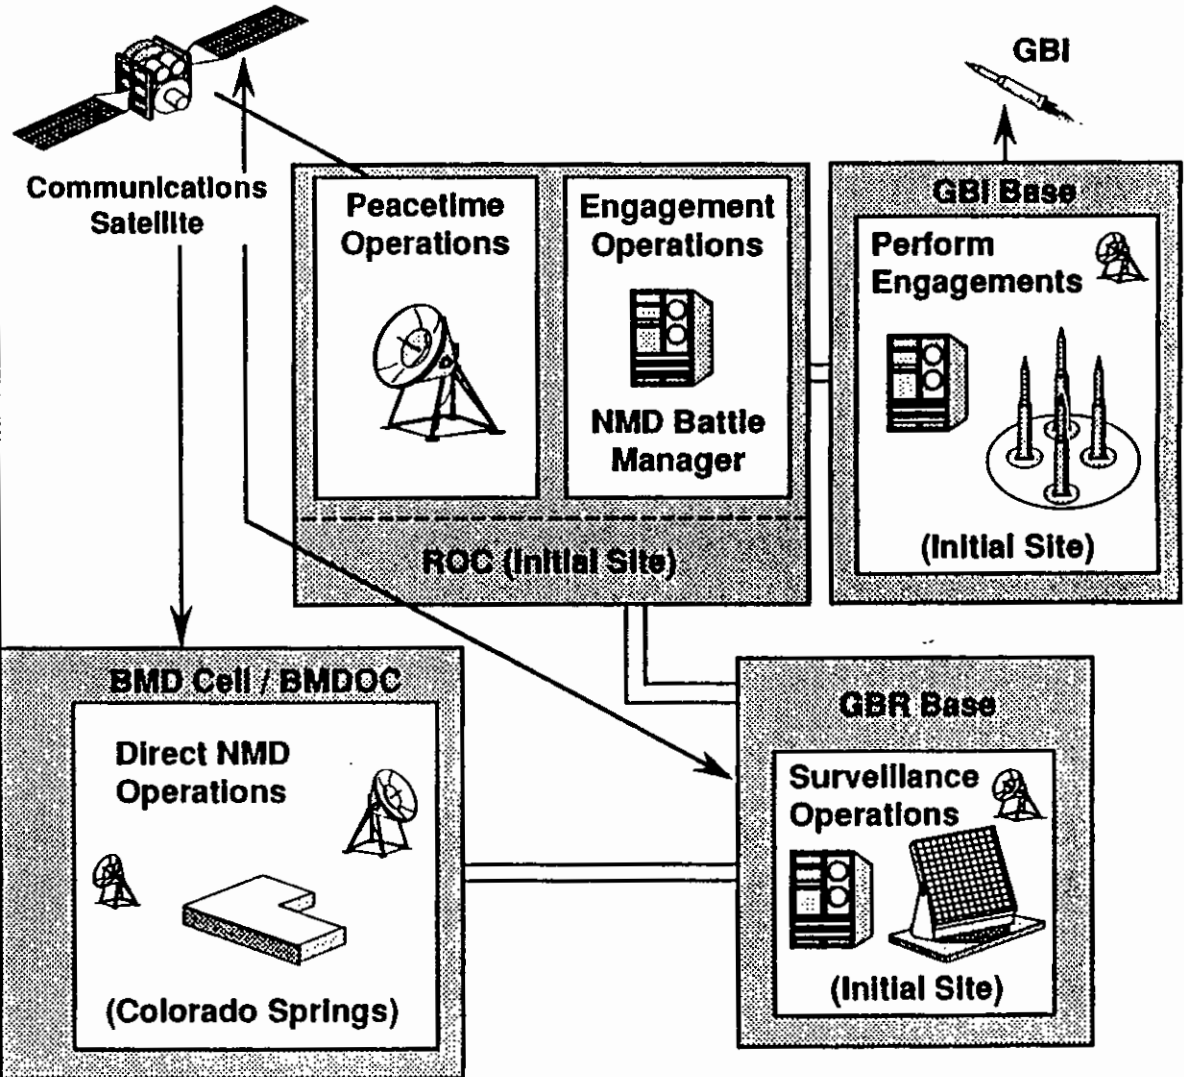 GBI
Communications
Satellite
Peacetime
Operations
Engagement
Operations
NMD Battle
Manager
ROC (Initial Site)
GBI Base
Perform
Engagements
(Initial Site)
BMD Cell / BMDOC
Direct NMD
Operations
(Colorado Springs)
GBR Base
Surveillance
Operations
(Initial Site)